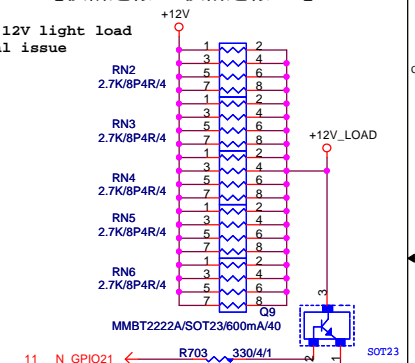 +12V
12V light load
al issue
1 2
3 4
RN2
5 6
2.7K/8P4R/4
7 8
1 2
RN3
3 4
5 6
2.7K/8P4R/4
7 8
+12V_LOAD
1 2
3 4
RN4
5 6
2.7K/8P4R/4
7 8
1 2
RN5
3 4
2.7K/8P4R/4
5 6
7 8
1 2
RN6
3 4
2.7K/8P4R/4
5 6
7 8
Q9
3
MMBT2222A/SOT23/600mA/40
R703 330/4/1
2 1
SOT23
11 N_GPIO21